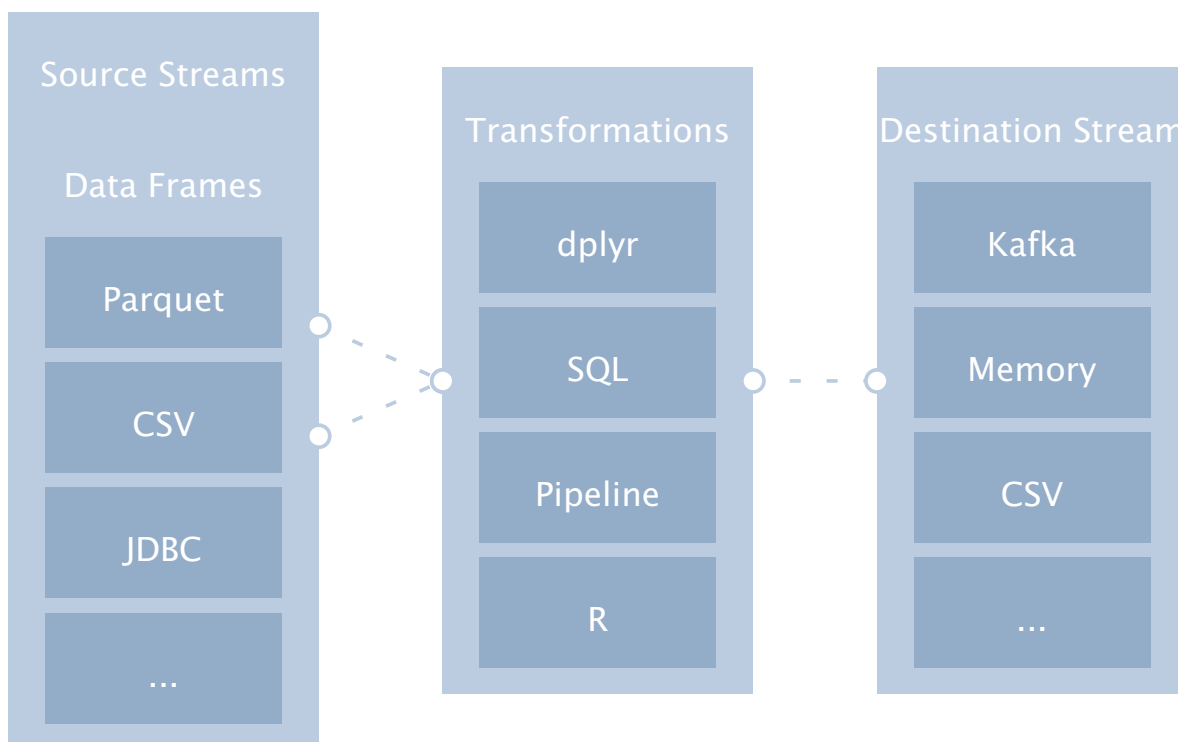 Source Streams
Data Frames
Parquet
CSV
JDBC
...
Transformations
dplyr
SQL
Pipeline
R
Destination Stream
Kafka
Memory
CSV
...